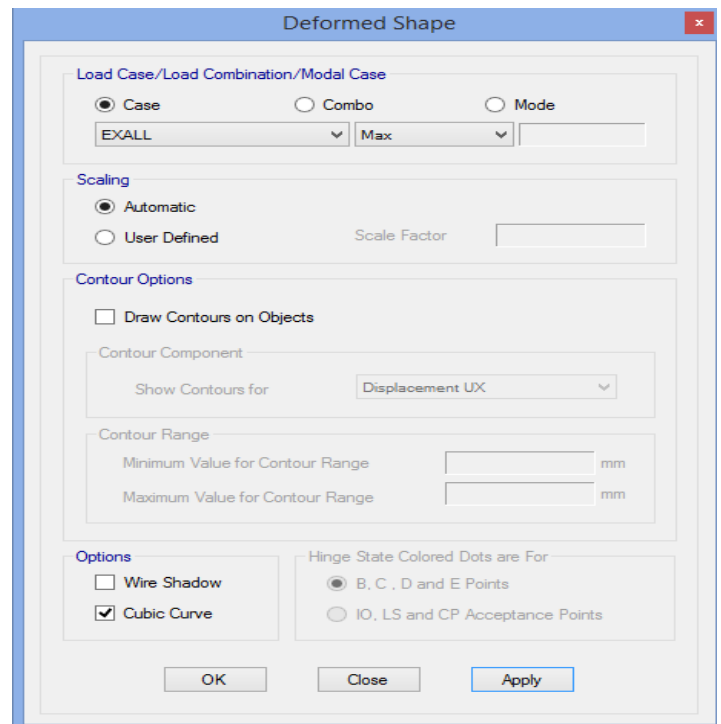 Deformed Shape
x
Load Case/Load Combination/Modal Case
Case Combo Mode
EXALL Max
Scaling
Automatic
User Defined Scale Factor
Contour Options
Draw Contours on Objects
Contour Component
Show Contours for Displacement UX
Contour Range
Minimum Value for Contour Range mm
Maximum Value for Contour Range mm
Options Hinge State Colored Dots are For
Wire Shadow B, C , D and E Points
Cubic Curve IO, LS and CP Acceptance Points
OK Close Apply